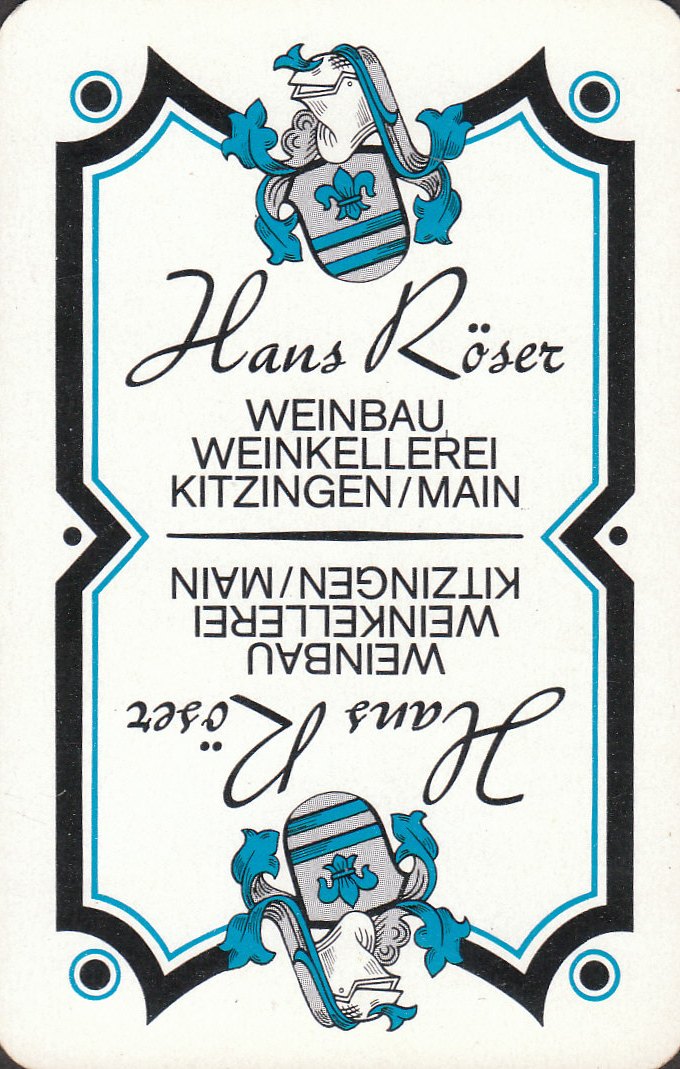 Hans Röser
WEINBAU,
WEINKELLEREI
KITZINGEN/MAIN
KITZINGEN/MAIN
WEINKELLEREI
WEINBAU
Hans Röser